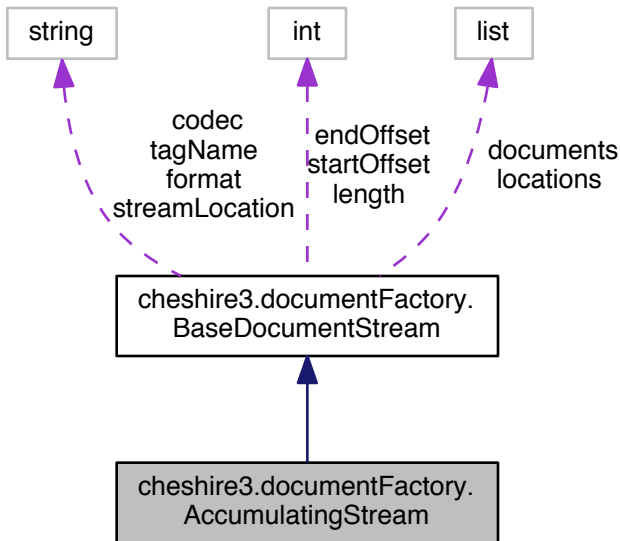 string
int
list
codec
tagName
format
streamLocation
endOffset
startOffset
length
documents
locations
cheshire3.documentFactory.
BaseDocumentStream
cheshire3.documentFactory.
AccumulatingStream